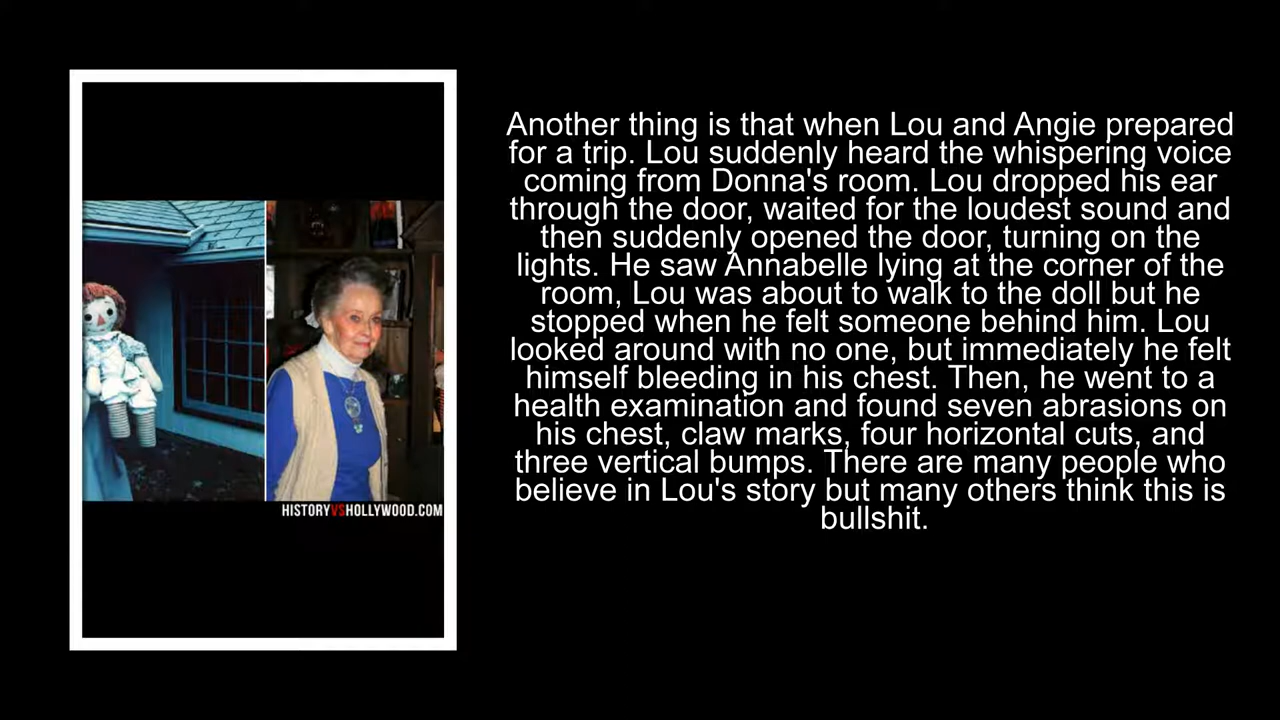 Another thing is that when Lou and Angie prepared
for a trip. Lou suddenly heard the whispering voice
coming from Donna's room. Lou dropped his ear
through the door, waited for the loudest sound and
then suddenly opened the door, turning on the
lights. He saw Annabelle lying at the corner of the
room, Lou was about to walk to the doll but he
stopped when he felt someone behind him. Lou
looked around with no one, but immediately he felt
himself bleeding in his chest. Then, he went to a
health examination and found seven abrasions on
his chest, claw marks, four horizontal cuts, and
three vertical bumps. There are many people who
believe in Lou's story but many others think this is
bullshit.
HISTORYVSHOLLYWOOD.COM